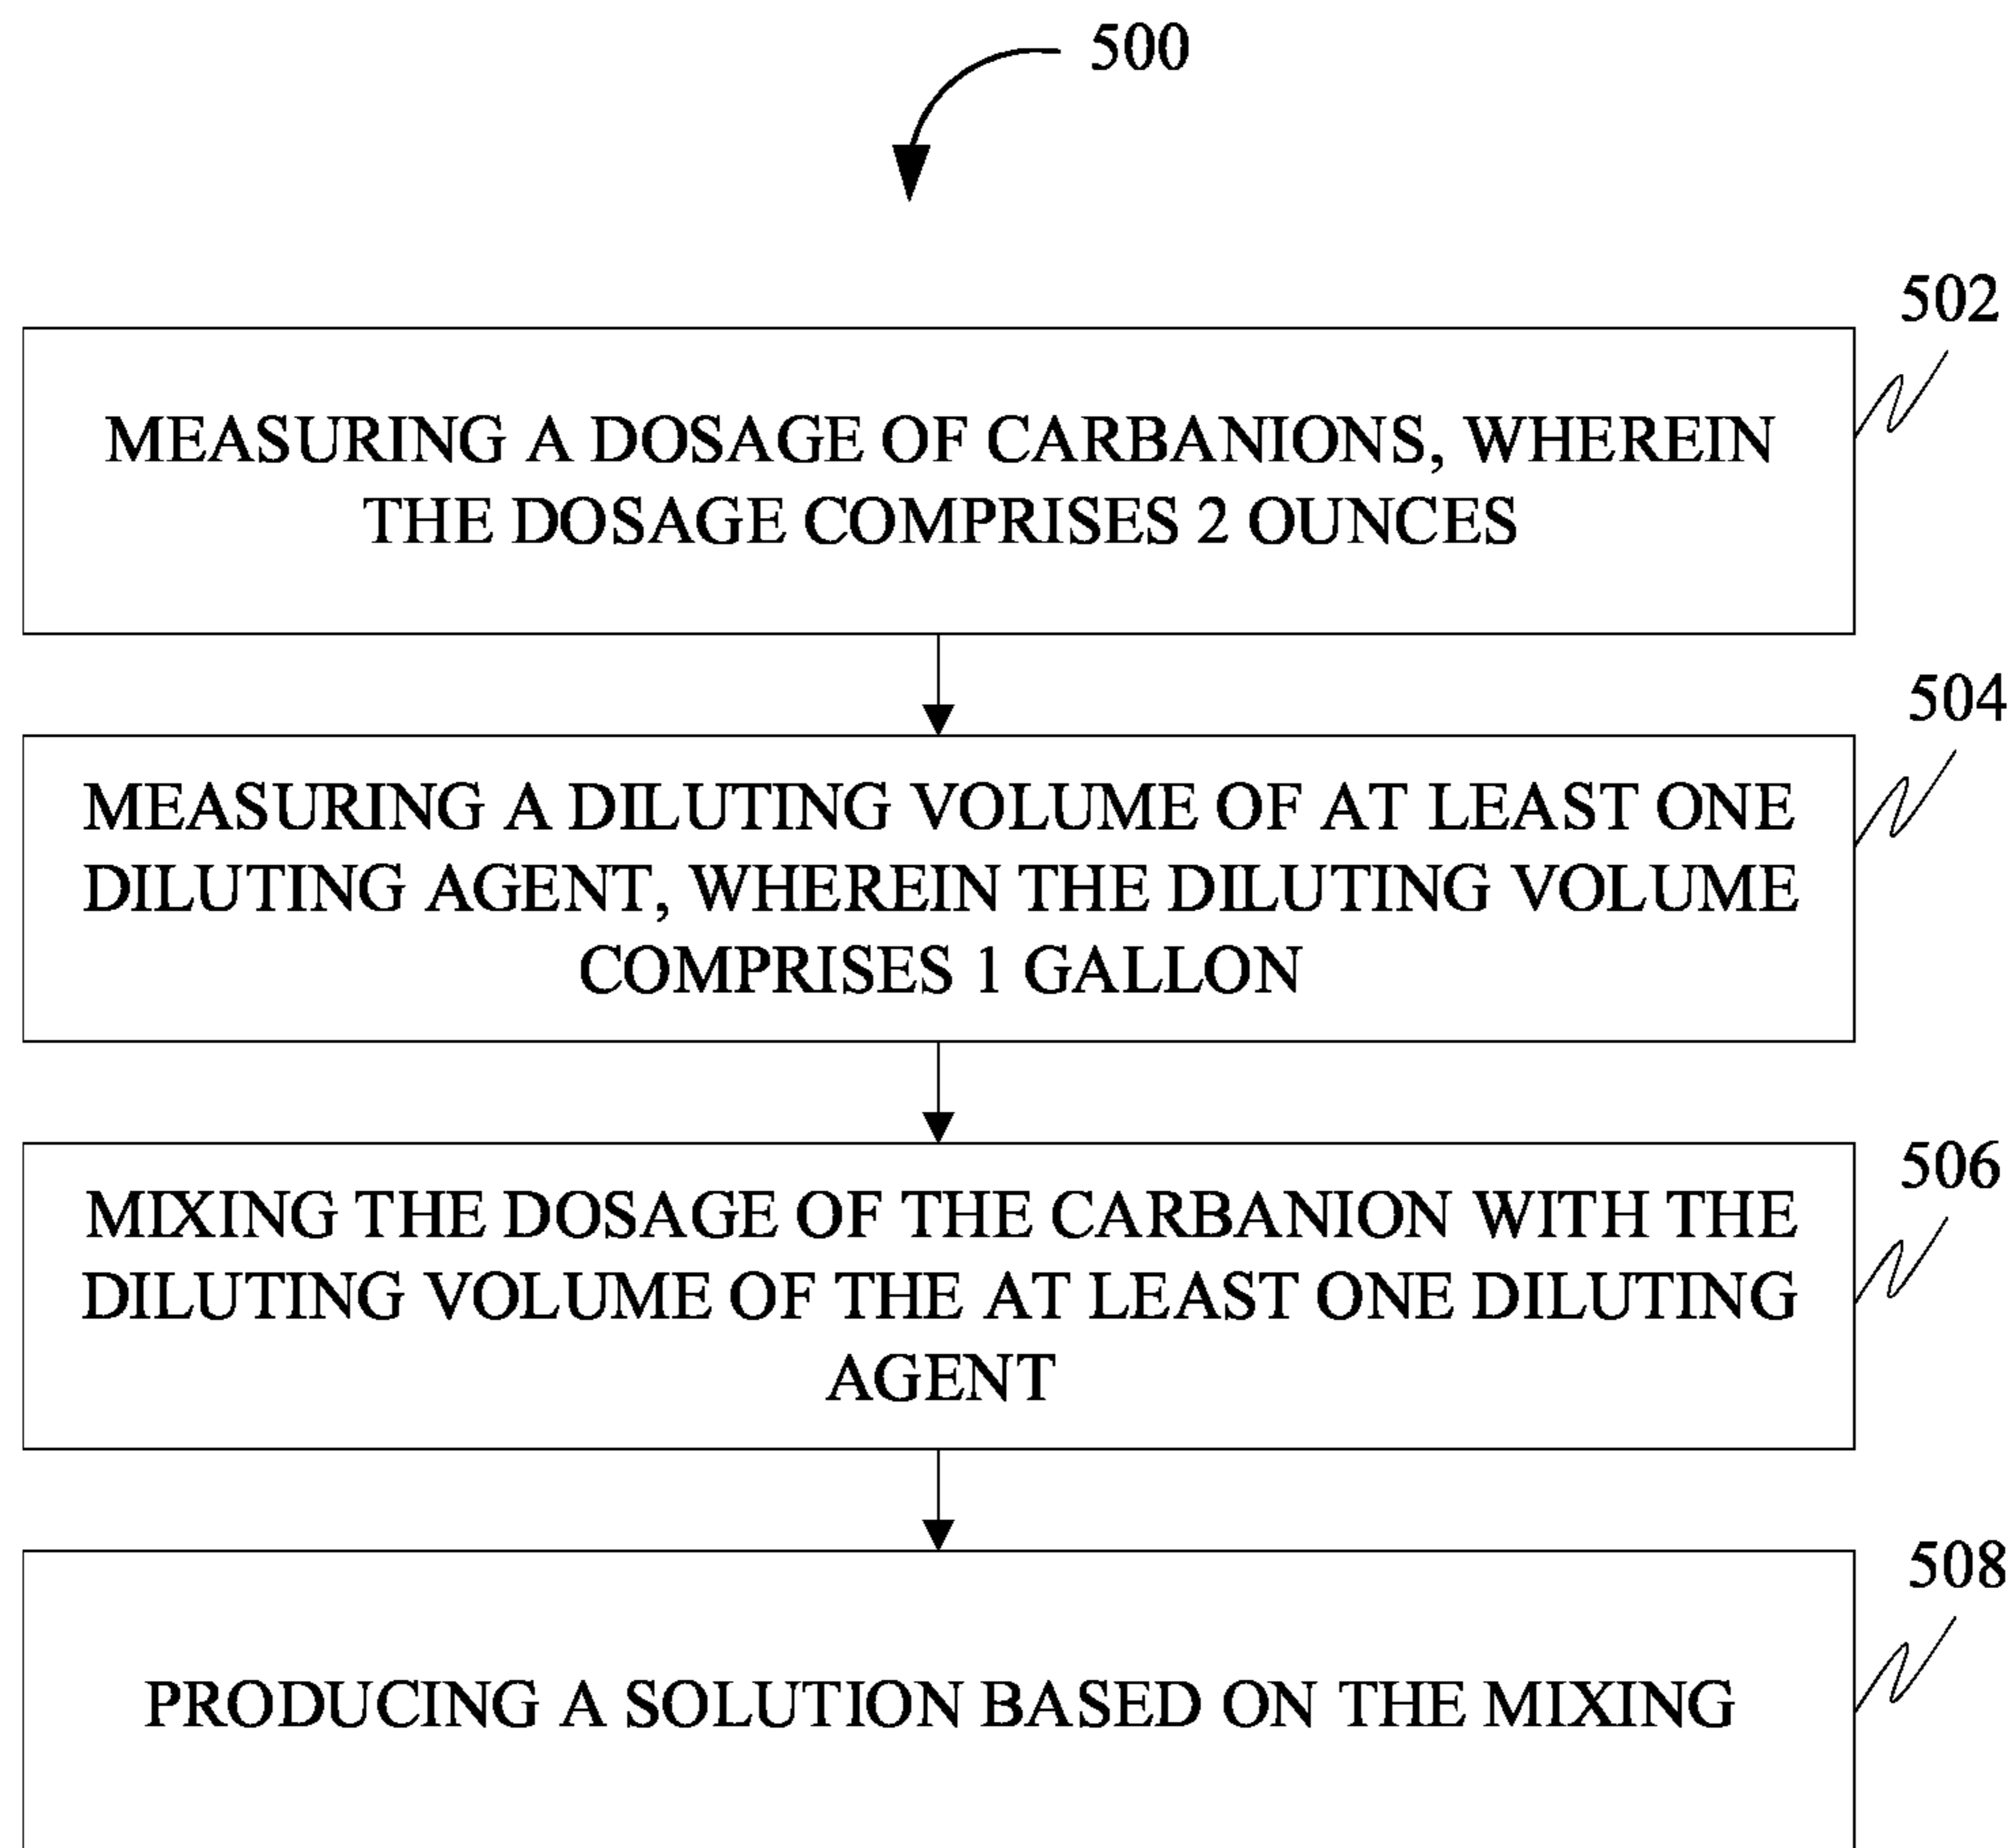 500
502
MEASURING A DOSAGE OF CARBANIONS, WHEREIN
THE DOSAGE COMPRISES 2 OUNCES
504
MEASURING A DILUTING VOLUME OF AT LEAST ONE
DILUTING AGENT, WHEREIN THE DILUTING VOLUME
COMPRISES 1 GALLON
506
MIXING THE DOSAGE OF THE CARBANION WITH THE
DILUTING VOLUME OF THE AT LEAST ONE DILUTING
AGENT
508
PRODUCING A SOLUTION BASED ON THE MIXING